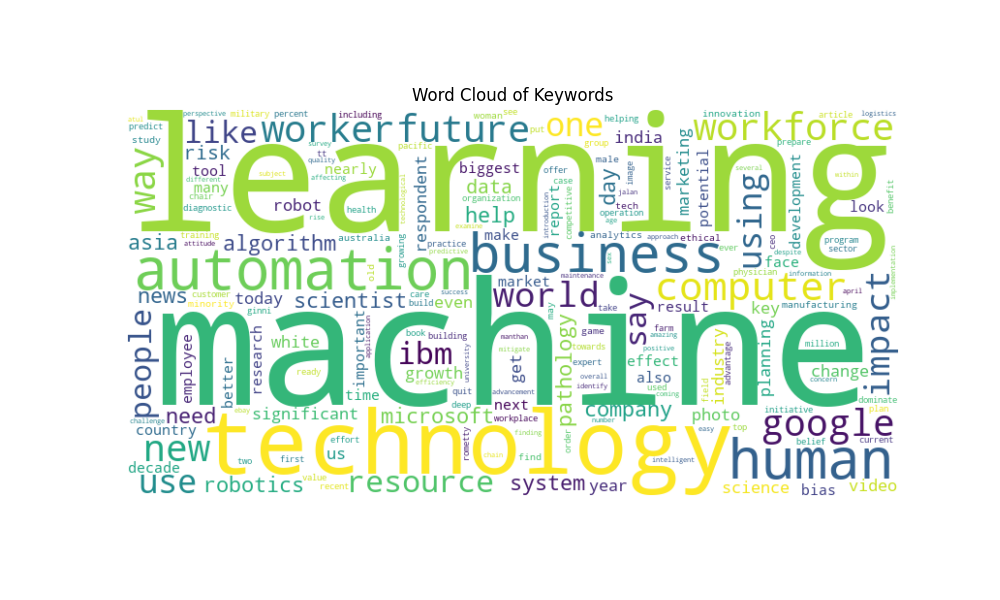 Word Cloud of Keywords
perspective military percent including woman see helping innovation article logistics
anui predict like worker future put one india workforce
study way risk tool many chair diagnostic learning nearly tt quality survey affecting pacific group marketing prepare several within
subject robot health rise different training
respondent technological biggest data organization help examine introduction competitive report case offer male day image tech operation age jalan service potential using ceo development look benefit
asia attitude algorithm australia growing practice predictive make analytics approach ethical ever despite program sector
automation old business sex physician information face implementation
news customer minority today ginni scientist care success even market maintenance world take say computer result key manufacturing april
people employee better research white ready important application time machine book build building ibm growth efficiency university manthan mitigate quit deep advancement get next workplace may game expert overall identify pathology towards farm amazing positive effect also used coming field industry advantage planning million change concern dominate impact
challenge need ebay significant microsoft company number photo easy top initiative belief plan google current
country new technology effort us rometty chain finding find order intelligent human
decade use two first robotics value recent resource system year science bias video